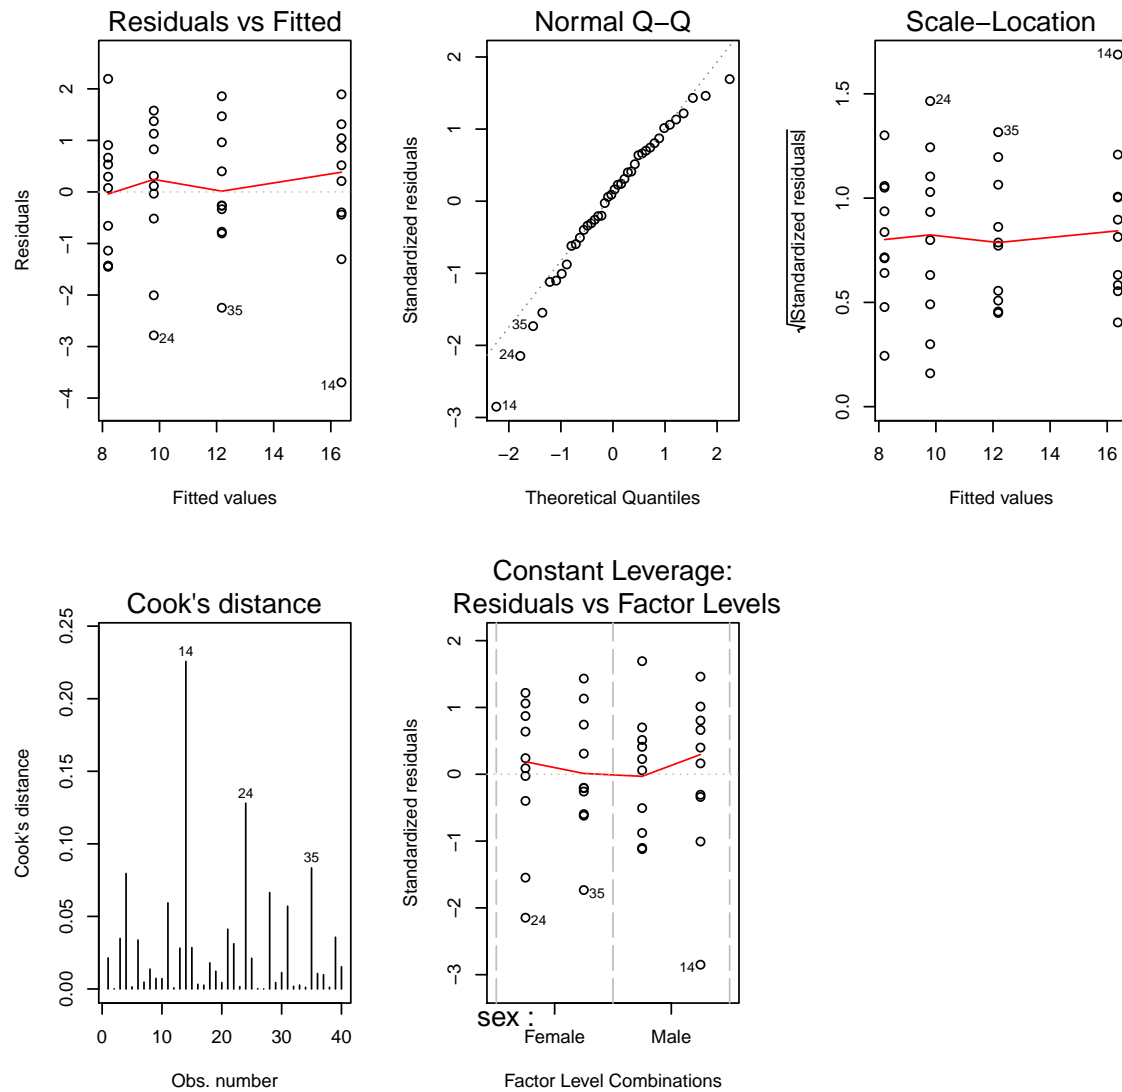 Residuals vs Fitted
Residuals
2
1
0
−1
−2
−3
−4
24
35
14
8 10 12 14 16
Fitted values
Normal Q−Q
Standardized residuals
2
1
0
−1
−2
−3
35
24
14
−2 −1 0 1 2
Theoretical Quantiles
Scale−Location
√|Standardized residuals|
1.5
1.0
0.5
0.0
14
24
35
8 10 12 14 16
Fitted values
Cook's distance
Cook's distance
0.25
0.20
0.15
0.10
0.05
0.00
14
24
35
0 10 20 30 40
Obs. number
Constant Leverage:
Residuals vs Factor Levels
Standardized residuals
2
1
0
−1
−2
−3
35
24
14
sex :
Female Male
Factor Level Combinations